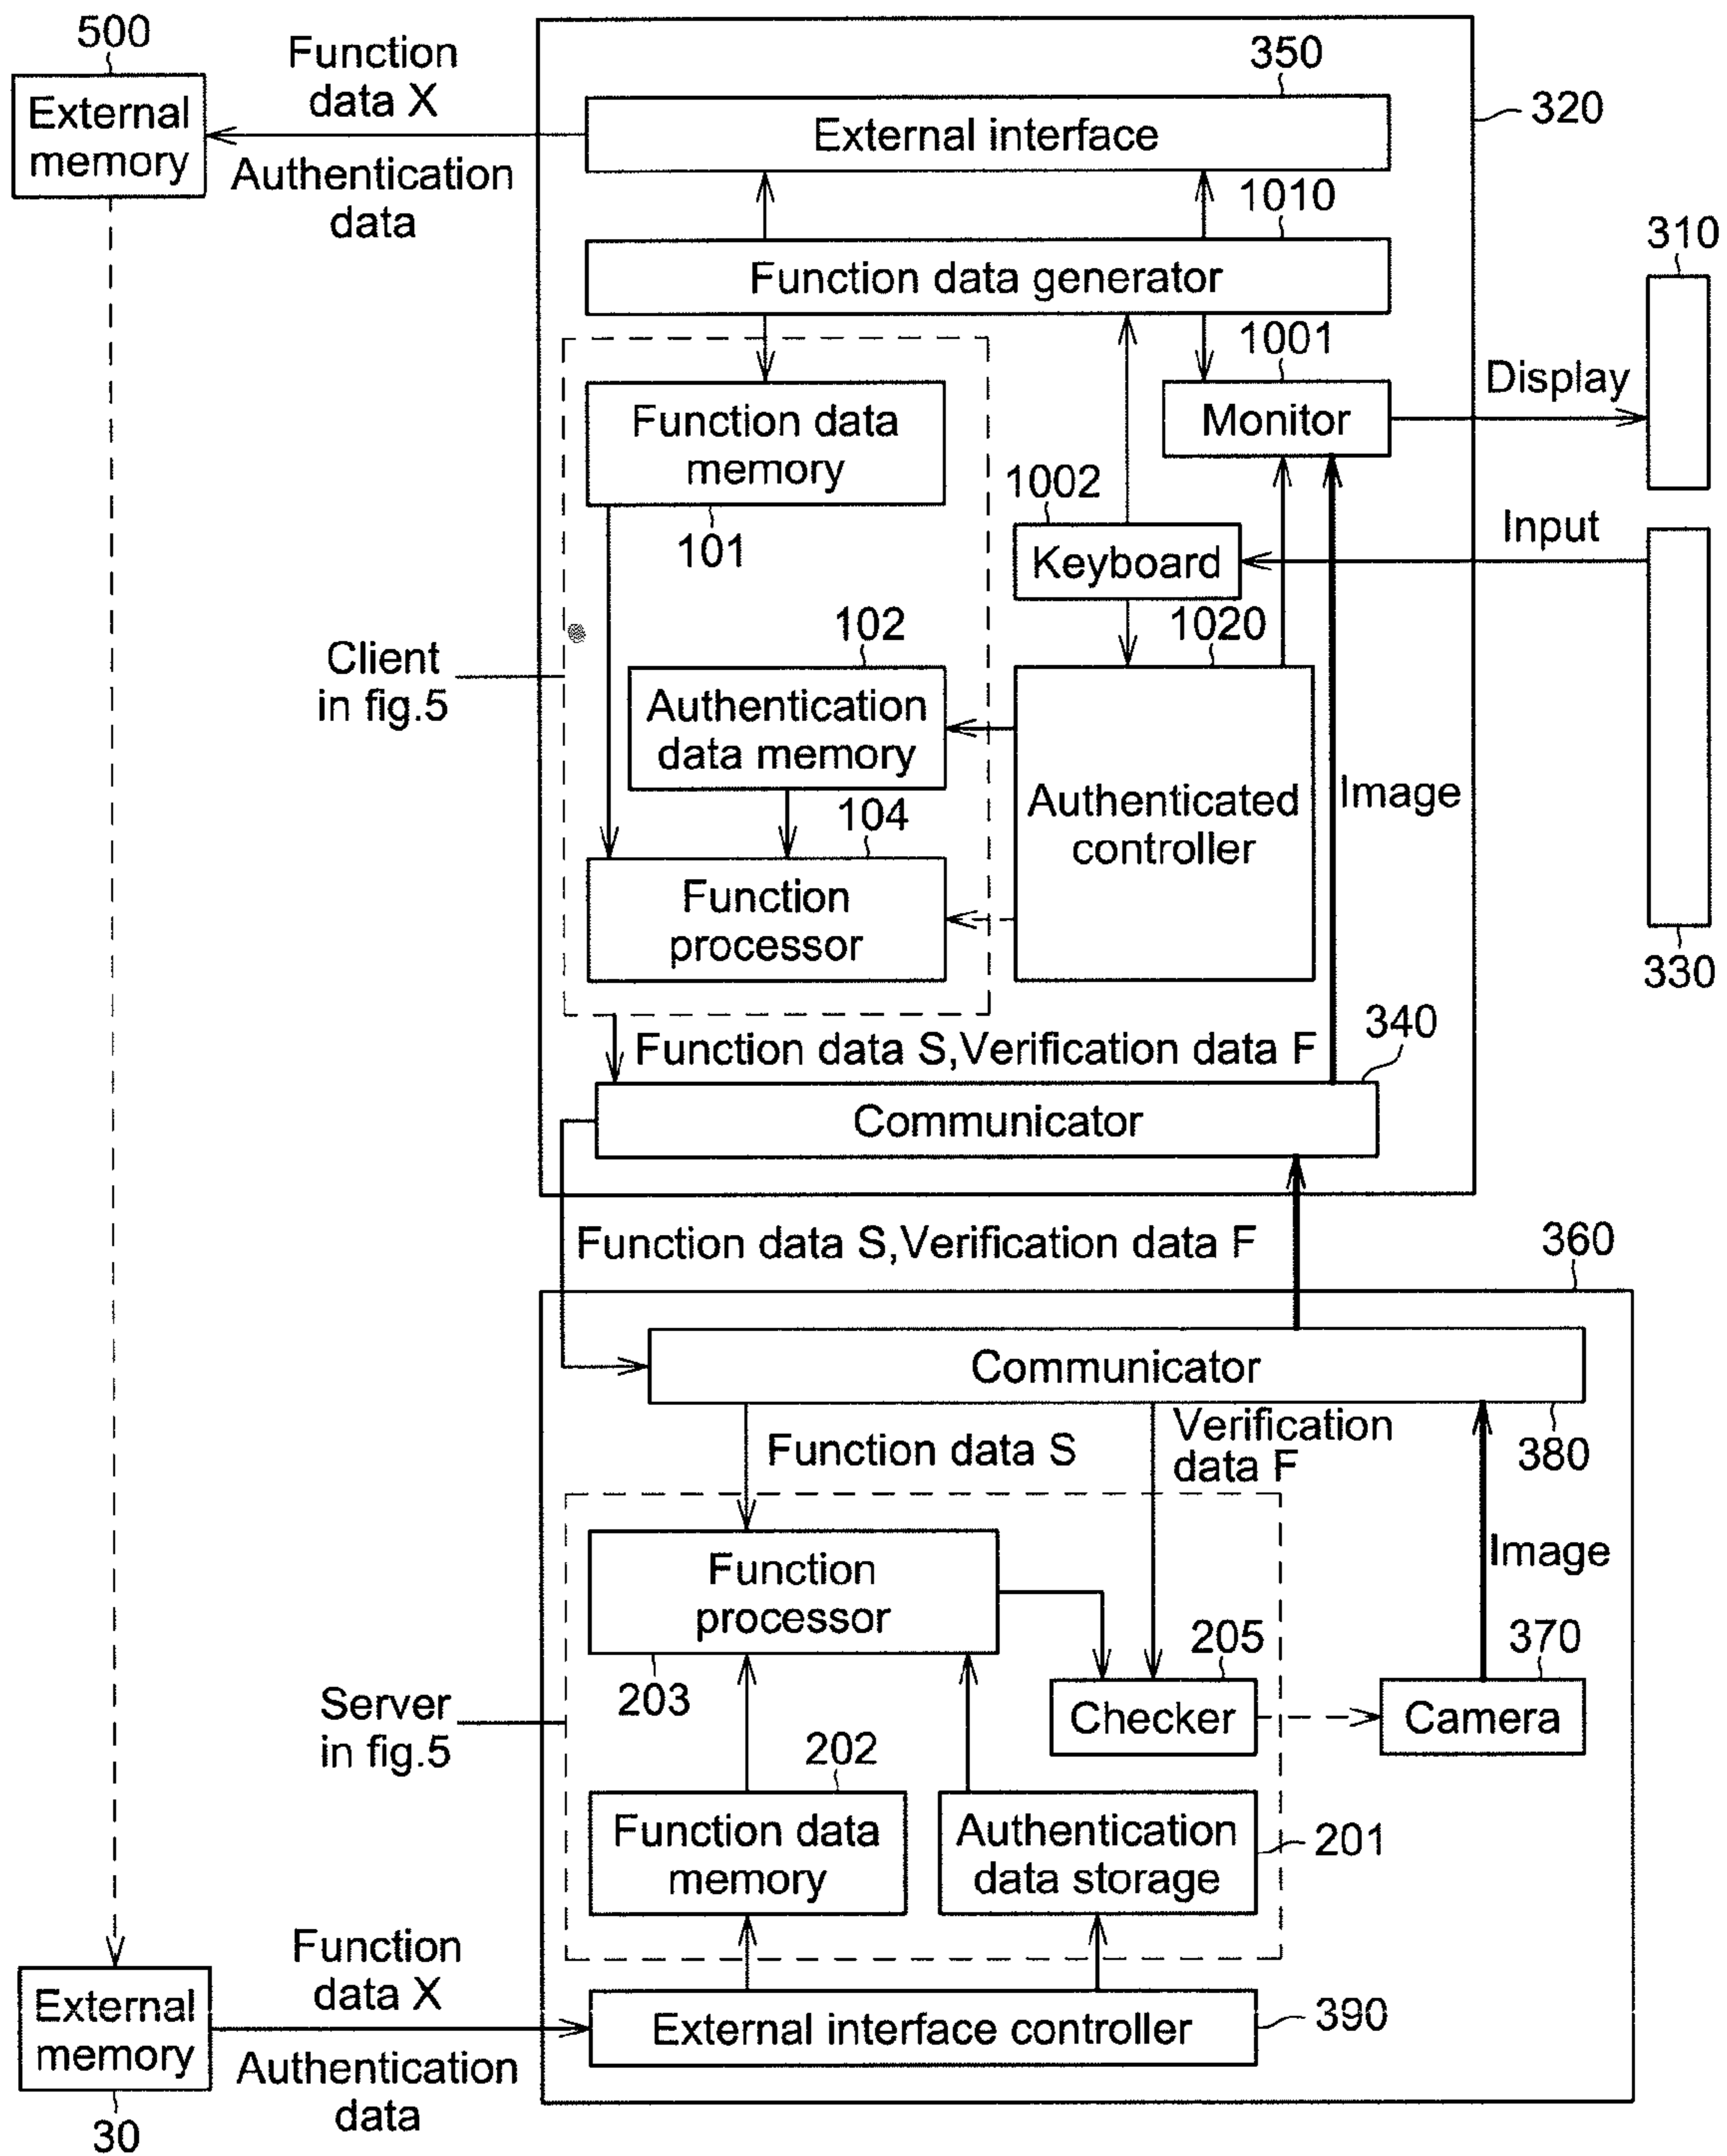 500
External
memory
Function
data X
Authentication
data
350
External interface
320
1010
Function data generator
310
1001
Monitor
Display
Function data
memory
101
1002
Keyboard
Input
330
Client
in fig.5
102
Authentication
data memory
1020
Authenticated
controller
Image
104
Function
processor
Function data S,Verification data F
340
Communicator
Function data S,Verification data F
360
Communicator
380
Function data S
Verification
data F
Image
Function
processor
203
205
Checker
370
Camera
Server
in fig.5
202
Function data
memory
Authentication
data storage
201
External
memory
30
Function
data X
Authentication
data
External interface controller
390